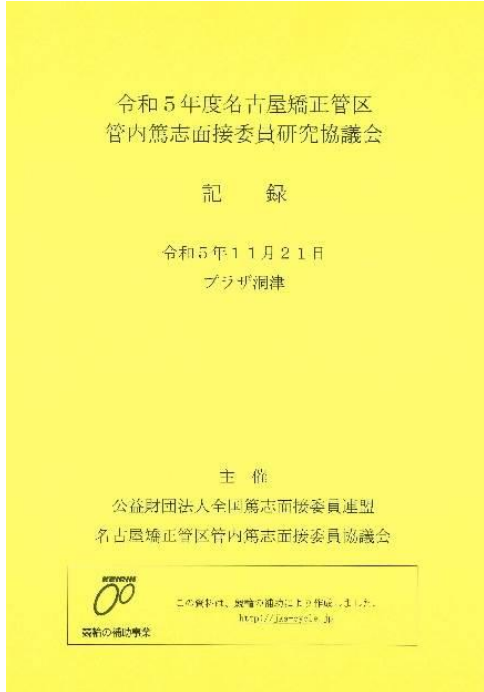 令和５年度名古屋矯正管区
管内篤志面接委員研究協議会
記　録
令和５年１１月２１日
プラザ洞津
主　催
公益財団法人全国篤志面接委員連盟
名古屋矯正管区管内篤志面接委員協議会
KEIRIN
この資料は、競輪の補助により作成しました。
http://jka-cycle.jp
競輪の補助事業